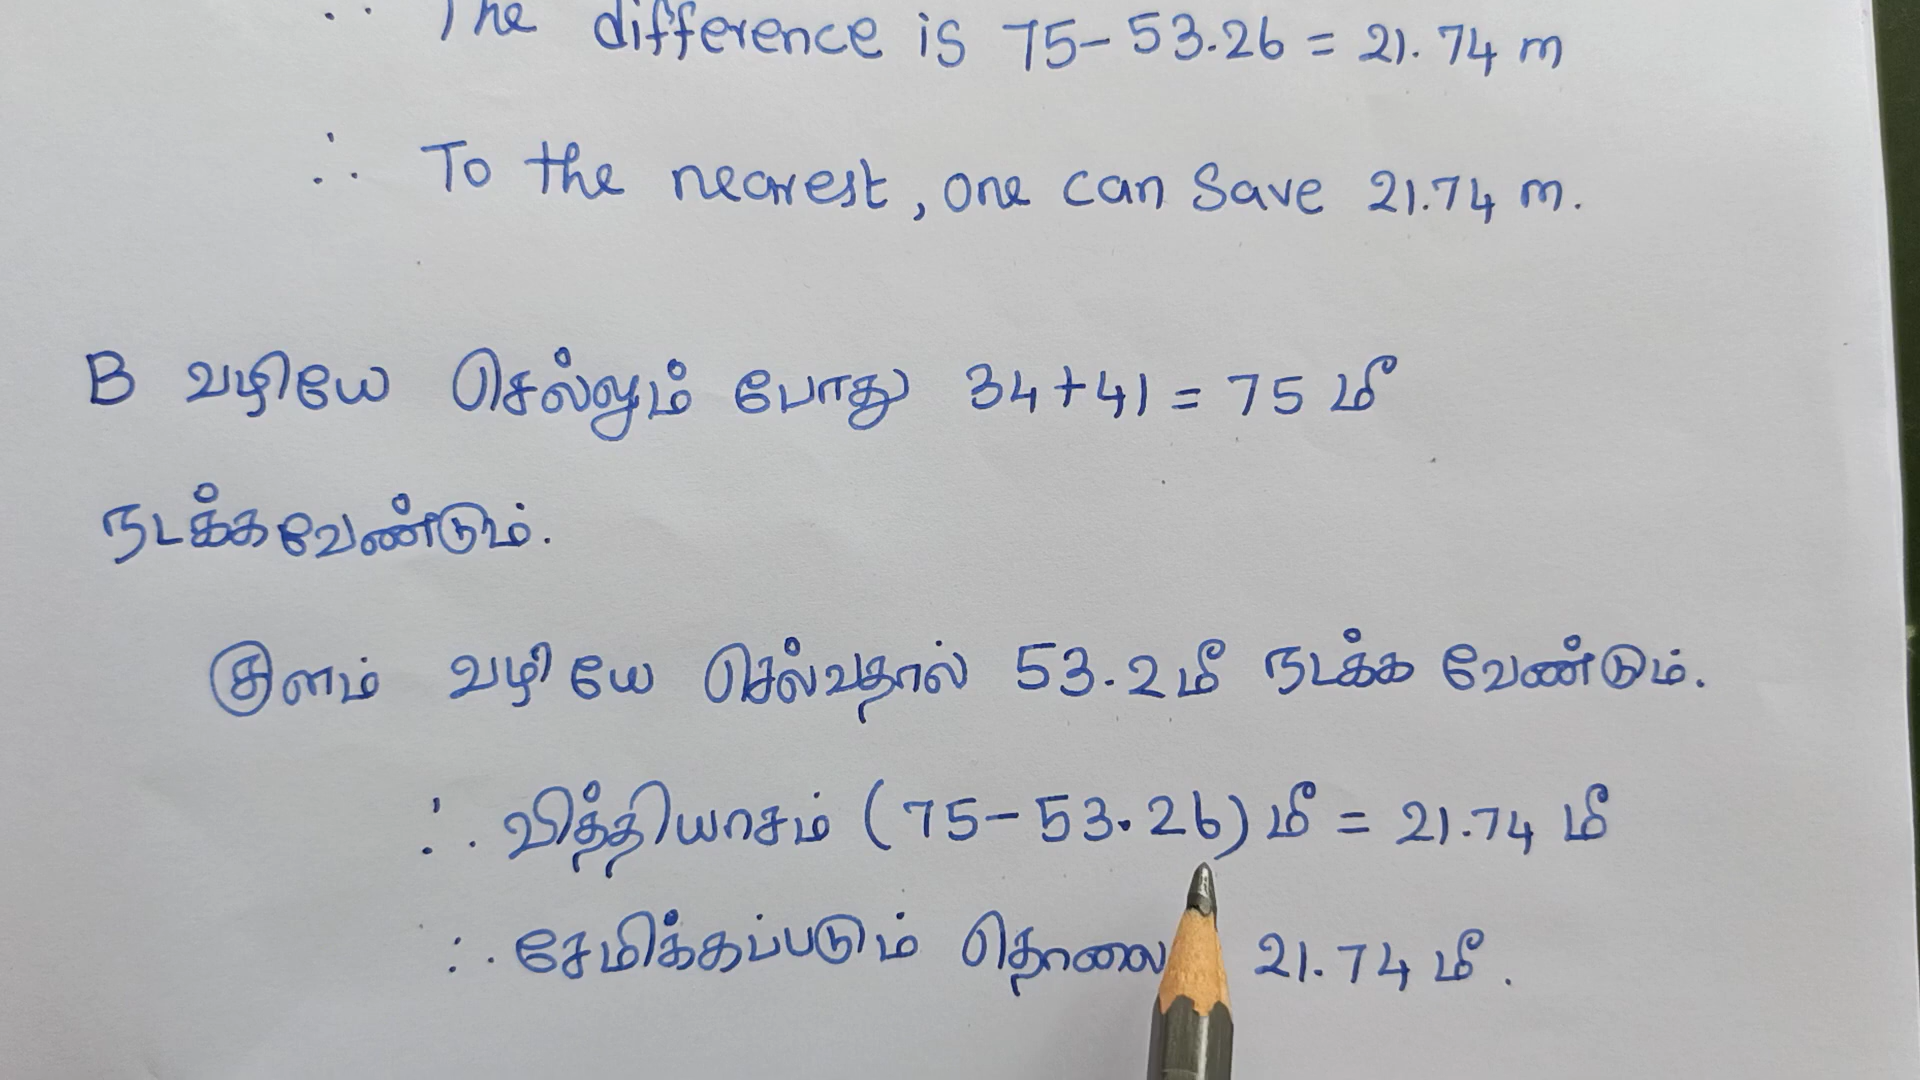 ∴ The difference is 75 - 53.26 = 21.74 m
∴ To the nearest, one can save 21.74 m.
B வழியே செல்லும் போது 34+41 = 75 மீ
நடக்கவேண்டும்.
குளம் வழியே செல்வதால் 53.2 மீ நடக்க வேண்டும்.
∴ வித்தியாசம் (75 - 53.26) மீ = 21.74 மீ
∴ சேமிக்கப்படும் தொலை 21.74 மீ.